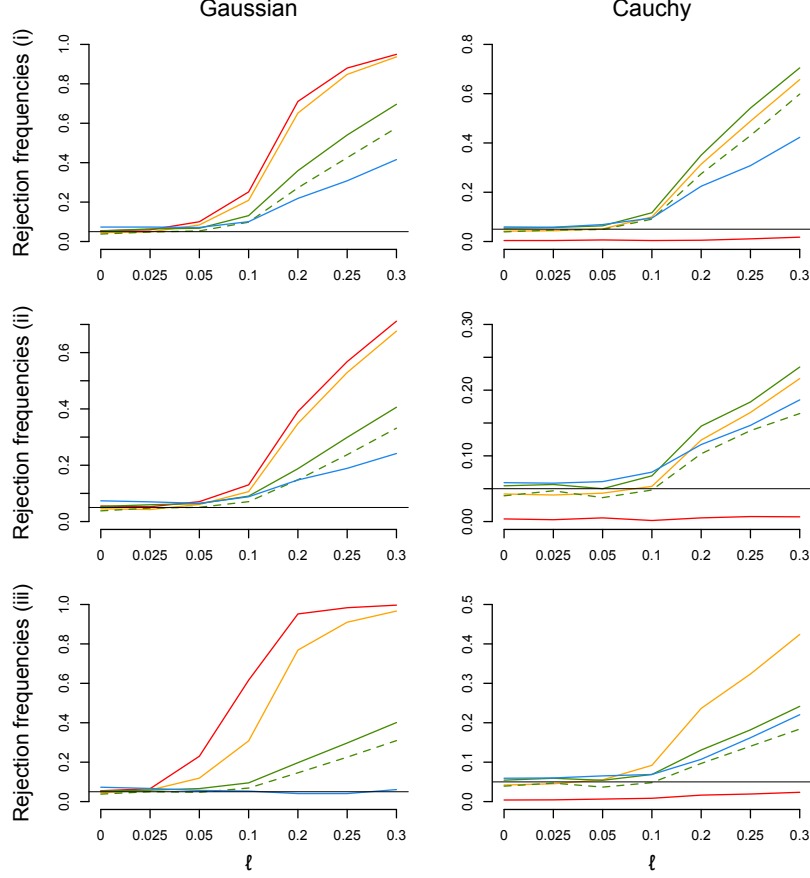 Gaussian
Cauchy
Rejection frequencies (i)
0.0 0.2 0.4 0.6 0.8 1.0
0 0.025 0.05 0.1 0.2 0.25 0.3
0.0 0.2 0.4 0.6 0.8
0 0.025 0.05 0.1 0.2 0.25 0.3
Rejection frequencies (ii)
0.0 0.2 0.4 0.6
0 0.025 0.05 0.1 0.2 0.25 0.3
0.00 0.10 0.20 0.30
0 0.025 0.05 0.1 0.2 0.25 0.3
Rejection frequencies (iii)
0.0 0.2 0.4 0.6 0.8 1.0
0 0.025 0.05 0.1 0.2 0.25 0.3
ℓ
0.0 0.1 0.2 0.3 0.4 0.5
0 0.025 0.05 0.1 0.2 0.25 0.3
ℓ